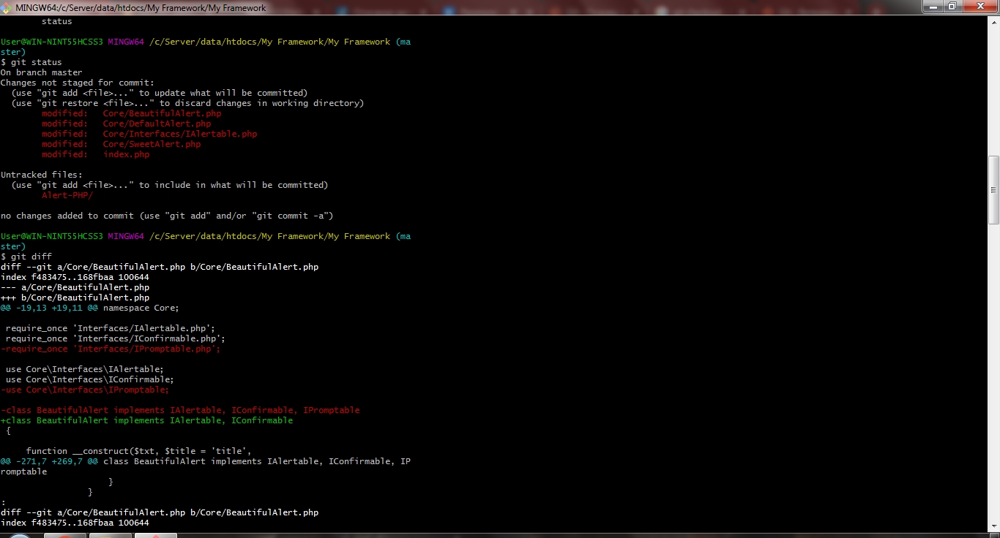 MINGW64:/c/Server/data/htdocs/My Framework/My Framework
status
User@WIN-NINT55HCSS3 MINGW64 /c/Server/data/htdocs/My Framework/My Framework (ma
ster)
$ git status
On branch master
Changes not staged for commit:
(use "git add <file>..." to update what will be committed)
(use "git restore <file>..." to discard changes in working directory)
modified:   Core/BeautifulAlert.php
modified:   Core/DefaultAlert.php
modified:   Core/Interfaces/IAlertable.php
modified:   Core/SweetAlert.php
modified:   index.php
Untracked files:
(use "git add <file>..." to include in what will be committed)
Alert-PHP/
no changes added to commit (use "git add" and/or "git commit -a")
User@WIN-NINT55HCSS3 MINGW64 /c/Server/data/htdocs/My Framework/My Framework (ma
ster)
$ git diff
diff --git a/Core/BeautifulAlert.php b/Core/BeautifulAlert.php
index f483475..168fbaa 100644
--- a/Core/BeautifulAlert.php
+++ b/Core/BeautifulAlert.php
@@ -19,13 +19,11 @@ namespace Core;
require_once 'Interfaces/IAlertable.php';
require_once 'Interfaces/IConfirmable.php';
-require_once 'Interfaces/IPromptable.php';
use Core\Interfaces\IAlertable;
use Core\Interfaces\IConfirmable;
-use Core\Interfaces\IPromptable;
-class BeautifulAlert implements IAlertable, IConfirmable, IPromptable
+class BeautifulAlert implements IAlertable, IConfirmable
{
function __construct($txt, $title = 'title',
@@ -271,7 +269,7 @@ class BeautifulAlert implements IAlertable, IConfirmable, IP
romptable
}
}
:
diff --git a/Core/BeautifulAlert.php b/Core/BeautifulAlert.php
index f483475..168fbaa 100644